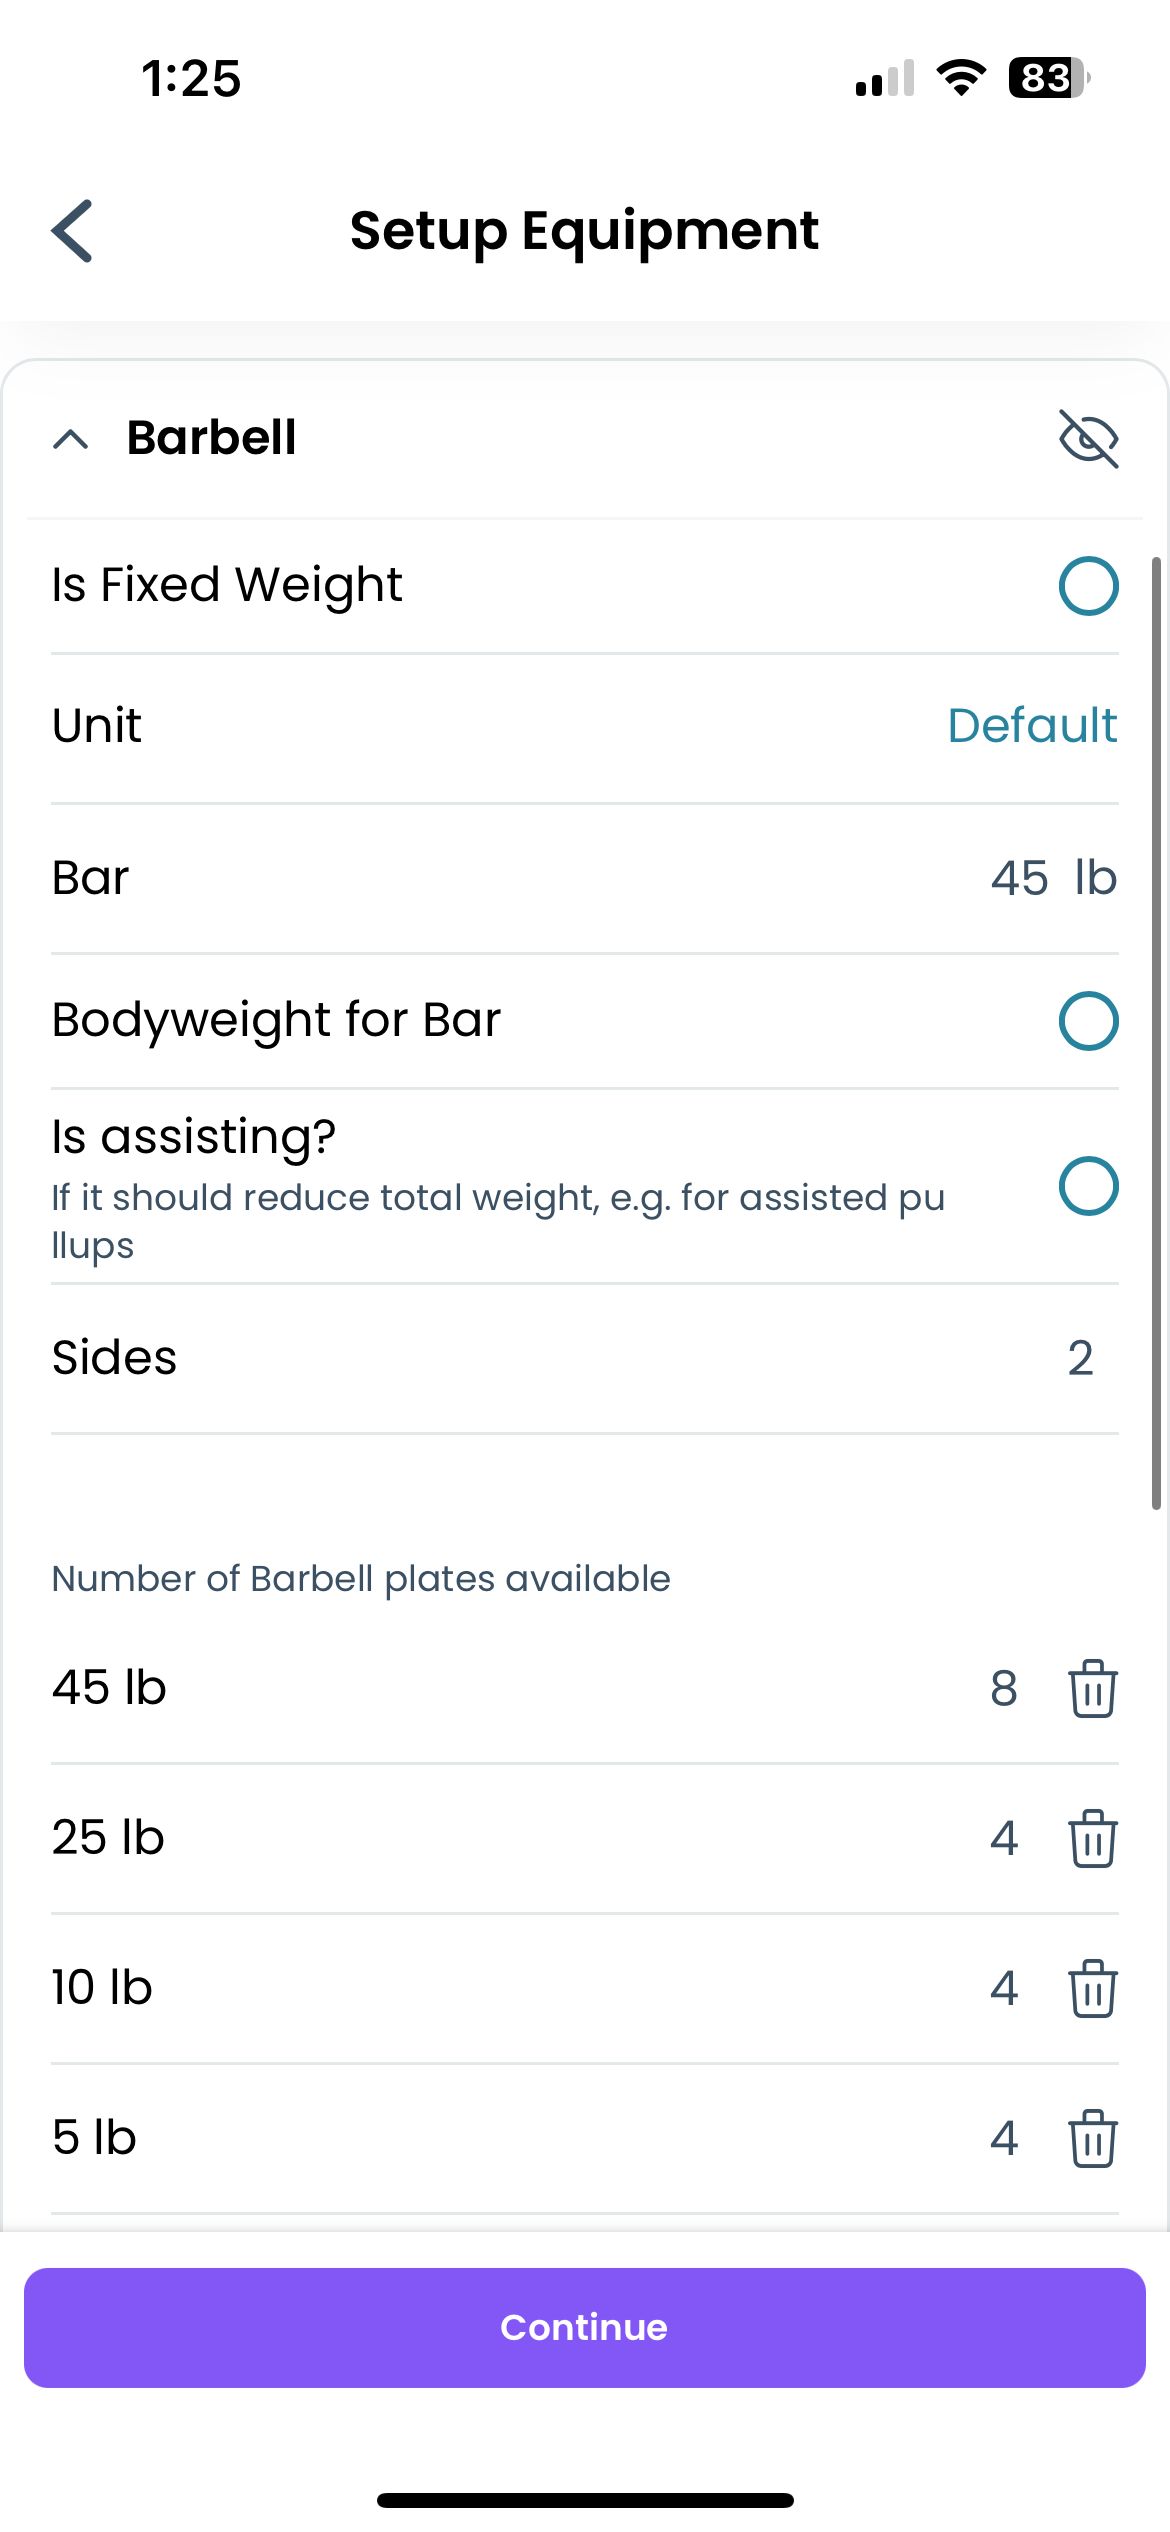 1:25
83
Setup Equipment
Barbell
Is Fixed Weight
Unit Default
Bar 45 lb
Bodyweight for Bar
Is assisting?
If it should reduce total weight, e.g. for assisted pu
llups
Sides 2
Number of Barbell plates available
45 lb 8
25 lb 4
10 lb 4
5 lb 4
Continue